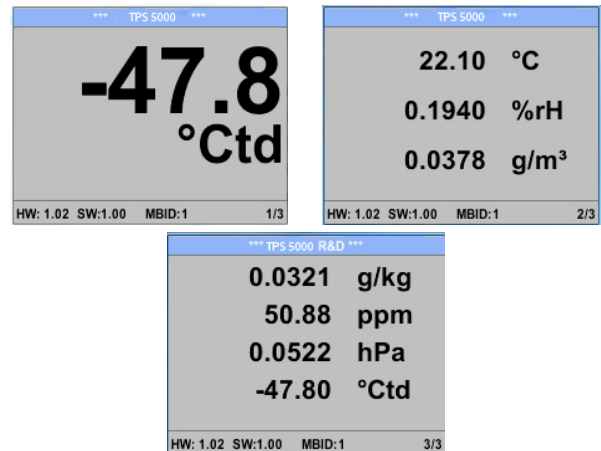 *** TPS 5000 ***
-47.8
°Ctd
HW: 1.02 SW:1.00 MBID:1 1/3
*** TPS 5000 ***
22.10 °C
0.1940 %rH
0.0378 g/m³
HW: 1.02 SW:1.00 MBID:1 2/3
*** TPS 5000 R&D ***
0.0321 g/kg
50.88 ppm
0.0522 hPa
-47.80 °Ctd
HW: 1.02 SW:1.00 MBID:1 3/3